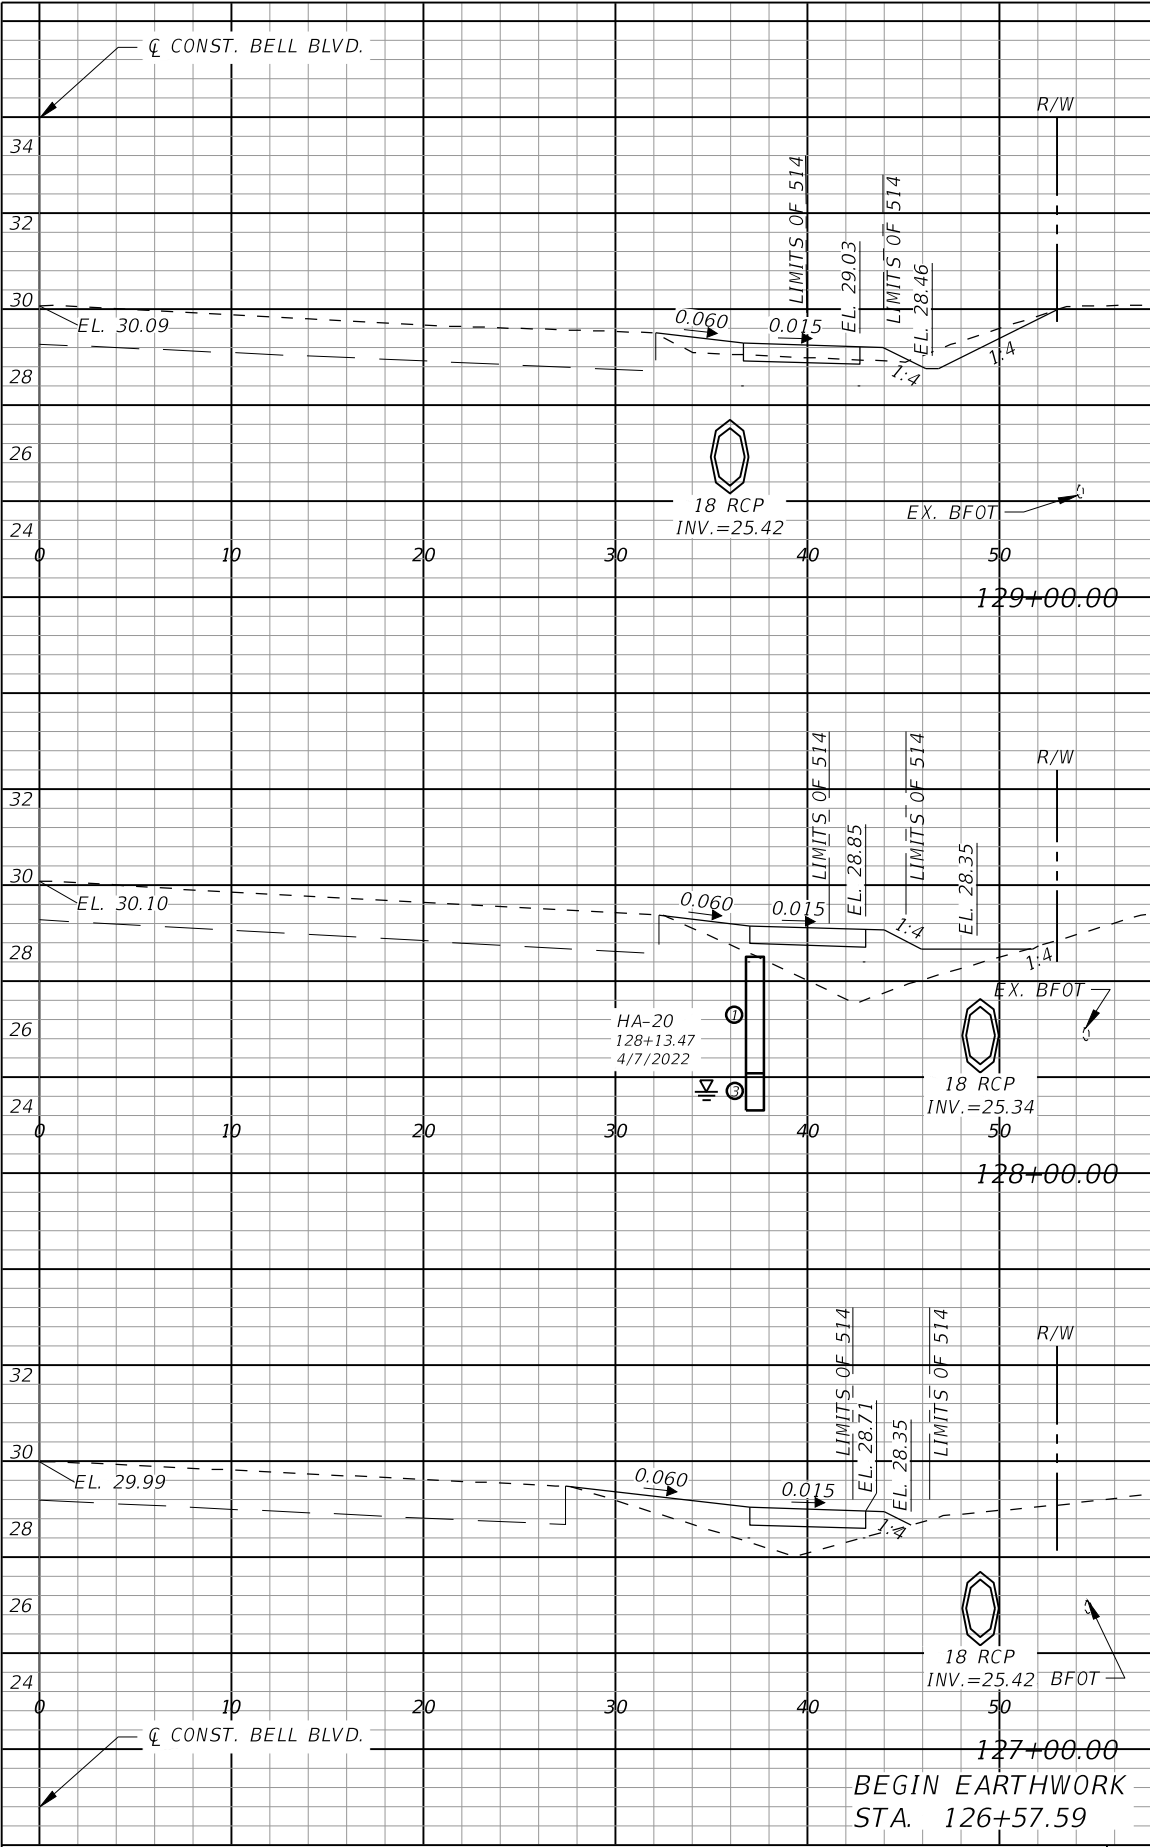 ℄ CONST. BELL BLVD.
R/W
34
LIMITS OF 514
LIMITS OF 514
32
EL. 29.03
EL. 28.46
30
EL. 30.09
0.060
0.015
1:4
1:4
28
26
18 RCP
INV.=25.42
EX. BFOT
24
0 10 20 30 40 50
129+00.00
LIMITS OF 514
LIMITS OF 514
R/W
32
EL. 28.85
EL. 28.35
30
EL. 30.10
0.060
0.015
1:4
1:4
28
EX. BFOT
HA-20
128+13.47
4/7/2022
1
26
3
18 RCP
INV.=25.34
24
0 10 20 30 40 50
128+00.00
LIMITS OF 514
LIMITS OF 514
R/W
32
EL. 28.71
EL. 28.35
30
EL. 29.99
0.060
0.015
1:4
28
26
18 RCP
INV.=25.42
BFOT
24
0 10 20 30 40 50
℄ CONST. BELL BLVD.
127+00.00
BEGIN EARTHWORK
STA. 126+57.59